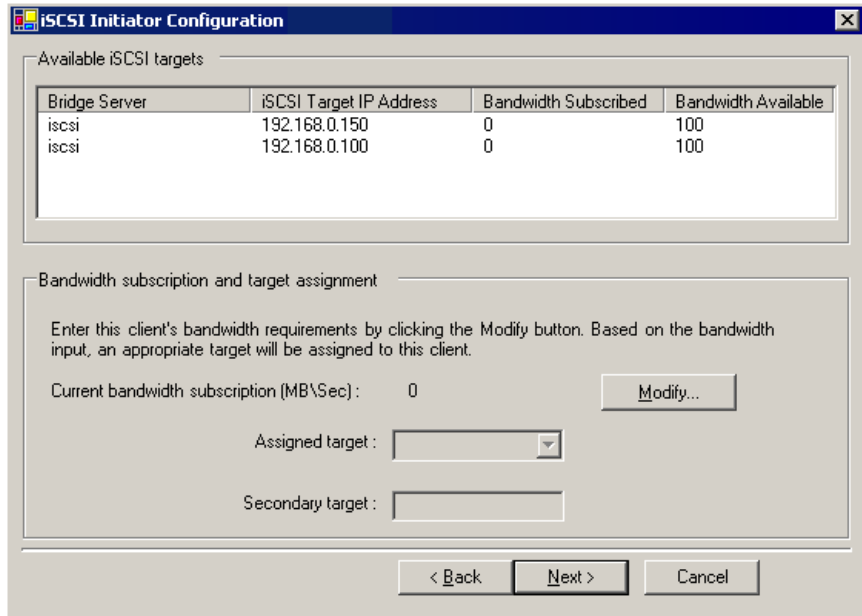 iSCSI Initiator Configuration
Available iSCSI targets
Bridge Server iSCSI Target IP Address Bandwidth Subscribed Bandwidth Available
iscsi 192.168.0.150 0 100
iscsi 192.168.0.100 0 100
Bandwidth subscription and target assignment
Enter this client's bandwidth requirements by clicking the Modify button. Based on the bandwidth
input, an appropriate target will be assigned to this client.
Current bandwidth subscription (MB\Sec) : 0 Modify...
Assigned target :
Secondary target :
< Back Next > Cancel